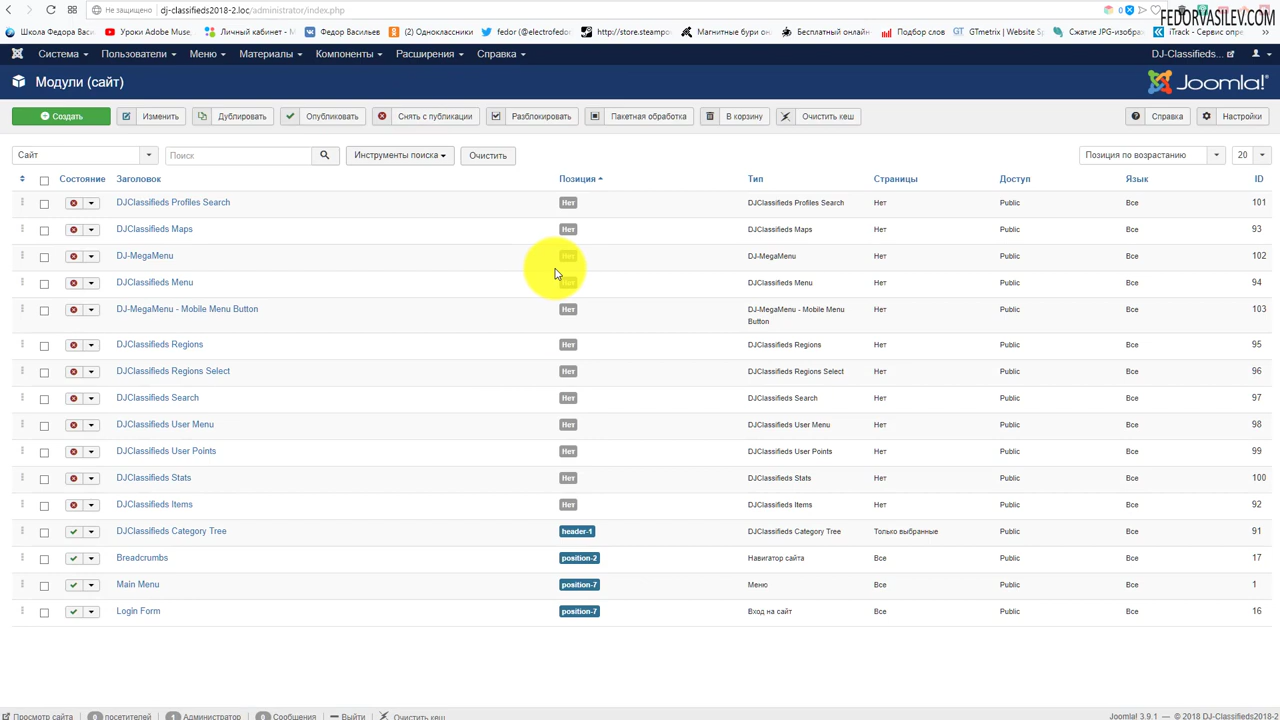 Не защищено dj-classifieds2018-2.loc/administrator/index.php
0
FEDORVASILEV.COM
Школа Федора Васи Уроки Adobe Muse. Личный кабинет - М Федор Васильев (2) Одноклассники fedor (@electrofedor) http://store.steampo Магнитные бури он Бесплатный онлайн Подбор слов GTmetrix | Website S Сжатие JPG-изобра iTrack - Сервис опре
Система Пользователи Меню Материалы Компоненты Расширения Справка DJ-Classifieds...
Модули (сайт) Joomla!®
Создать Изменить Дублировать Опубликовать Снять с публикации Разблокировать Пакетная обработка В корзину Очистить кеш Справка Настройки
Сайт Поиск Инструменты поиска Очистить Позиция по возрастанию 20
Состояние Заголовок Позиция Тип Страницы Доступ Язык ID
DJClassifieds Profiles Search Нет DJClassifieds Profiles Search Нет Public Все 101
DJClassifieds Maps Нет DJClassifieds Maps Нет Public Все 93
DJ-MegaMenu Нет DJ-MegaMenu Нет Public Все 102
DJClassifieds Menu Нет DJClassifieds Menu Нет Public Все 94
DJ-MegaMenu - Mobile Menu Button Нет DJ-MegaMenu - Mobile Menu Нет Public Все 103
Button
DJClassifieds Regions Нет DJClassifieds Regions Нет Public Все 95
DJClassifieds Regions Select Нет DJClassifieds Regions Select Нет Public Все 96
DJClassifieds Search Нет DJClassifieds Search Нет Public Все 97
DJClassifieds User Menu Нет DJClassifieds User Menu Нет Public Все 98
DJClassifieds User Points Нет DJClassifieds User Points Нет Public Все 99
DJClassifieds Stats Нет DJClassifieds Stats Нет Public Все 100
DJClassifieds Items Нет DJClassifieds Items Нет Public Все 92
DJClassifieds Category Tree header-1 DJClassifieds Category Tree Только выбранные Public Все 91
Breadcrumbs position-2 Навигатор сайта Все Public Все 17
Main Menu position-7 Меню Все Public Все 1
Login Form position-7 Вход на сайт Все Public Все 16
Просмотр сайта 0 посетителей 1 Администратор 0 Сообщения Выйти Очистить кеш Joomla! 3.9.1 — © 2018 DJ-Classifieds2018-2